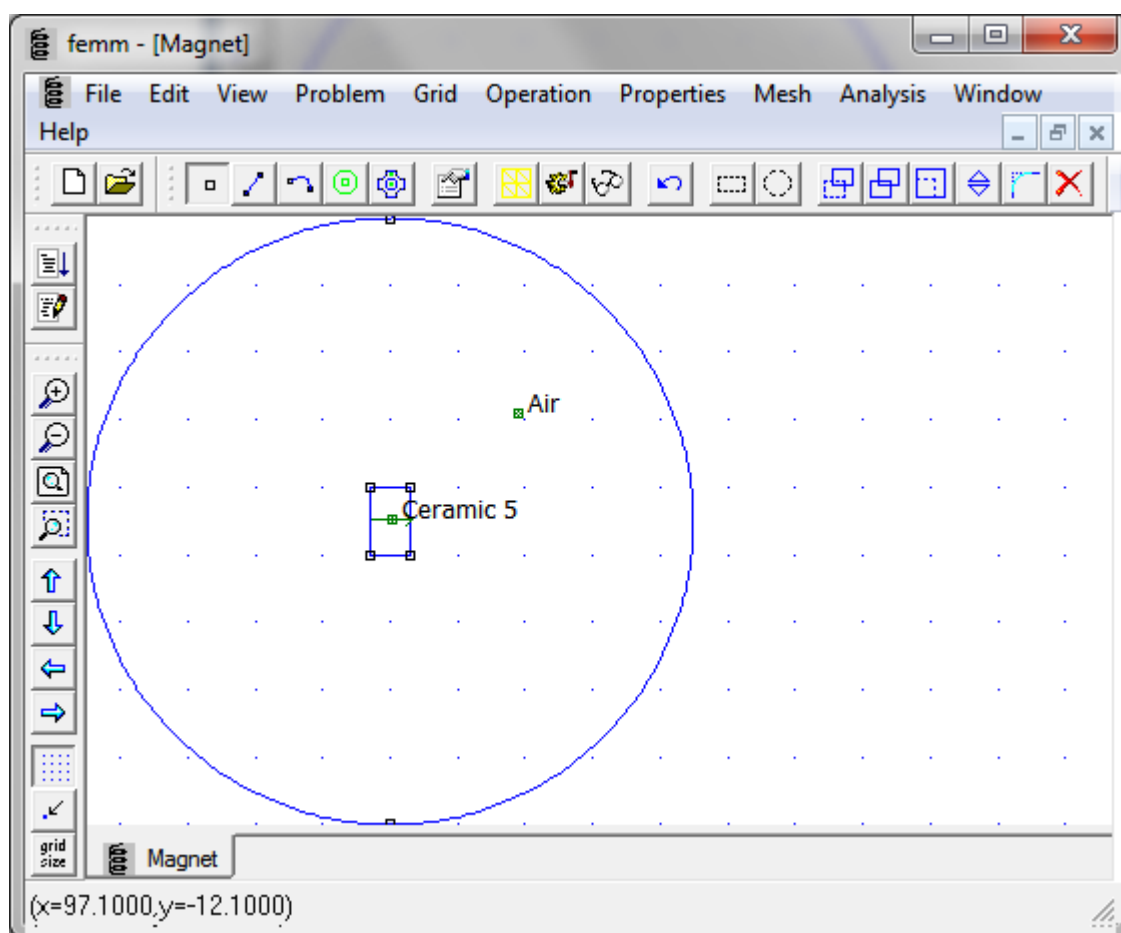 femm - [Magnet]
File Edit View Problem Grid Operation Properties Mesh Analysis Window
Help
Air
Ceramic 5
grid
size
Magnet
(x=97.1000,y=-12.1000)